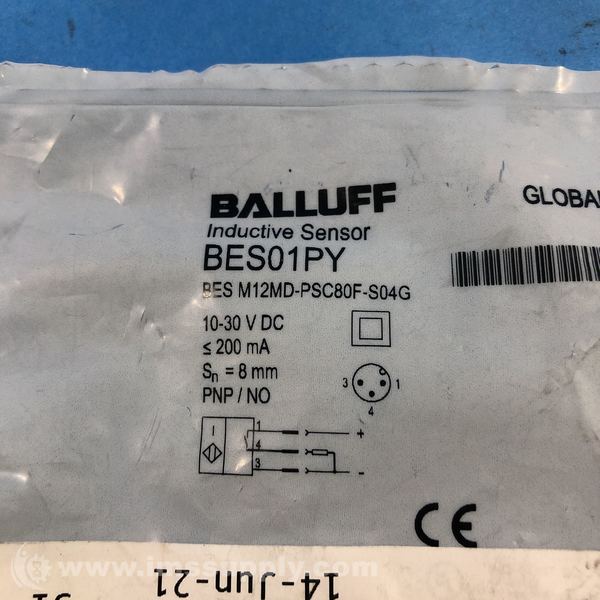 BALLUFF
GLOBAL
Inductive Sensor
BES01PY
BES M12MD-PSC80F-S04G
10-30 V DC
≤ 200 mA
Sn = 8 mm
PNP / NO
3 1
4
1 +
4
3 -
CE
www.imssupply.com
14-Jun-21